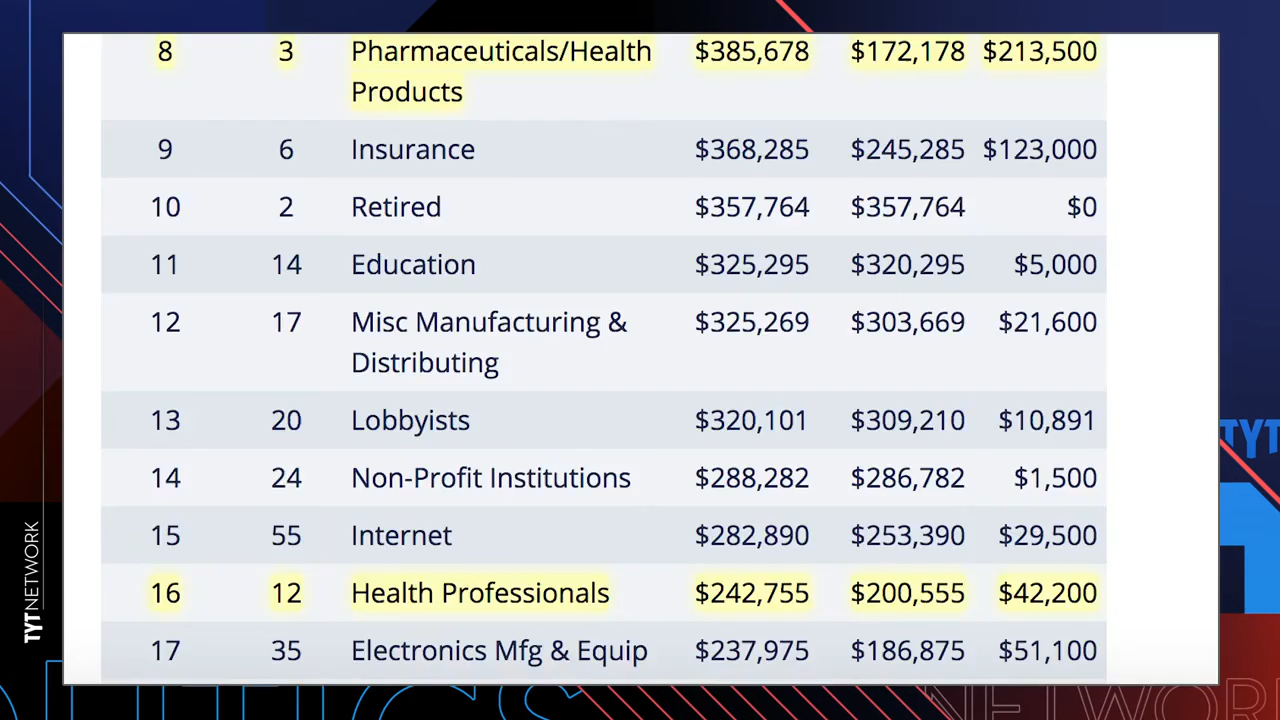 8 3 Pharmaceuticals/Health $385,678 $172,178 $213,500
Products
9 6 Insurance $368,285 $245,285 $123,000
10 2 Retired $357,764 $357,764 $0
11 14 Education $325,295 $320,295 $5,000
12 17 Misc Manufacturing & $325,269 $303,669 $21,600
Distributing
13 20 Lobbyists $320,101 $309,210 $10,891
14 24 Non-Profit Institutions $288,282 $286,782 $1,500
15 55 Internet $282,890 $253,390 $29,500
16 12 Health Professionals $242,755 $200,555 $42,200
17 35 Electronics Mfg & Equip $237,975 $186,875 $51,100
TYTNETWORK
TYT
NETWORK